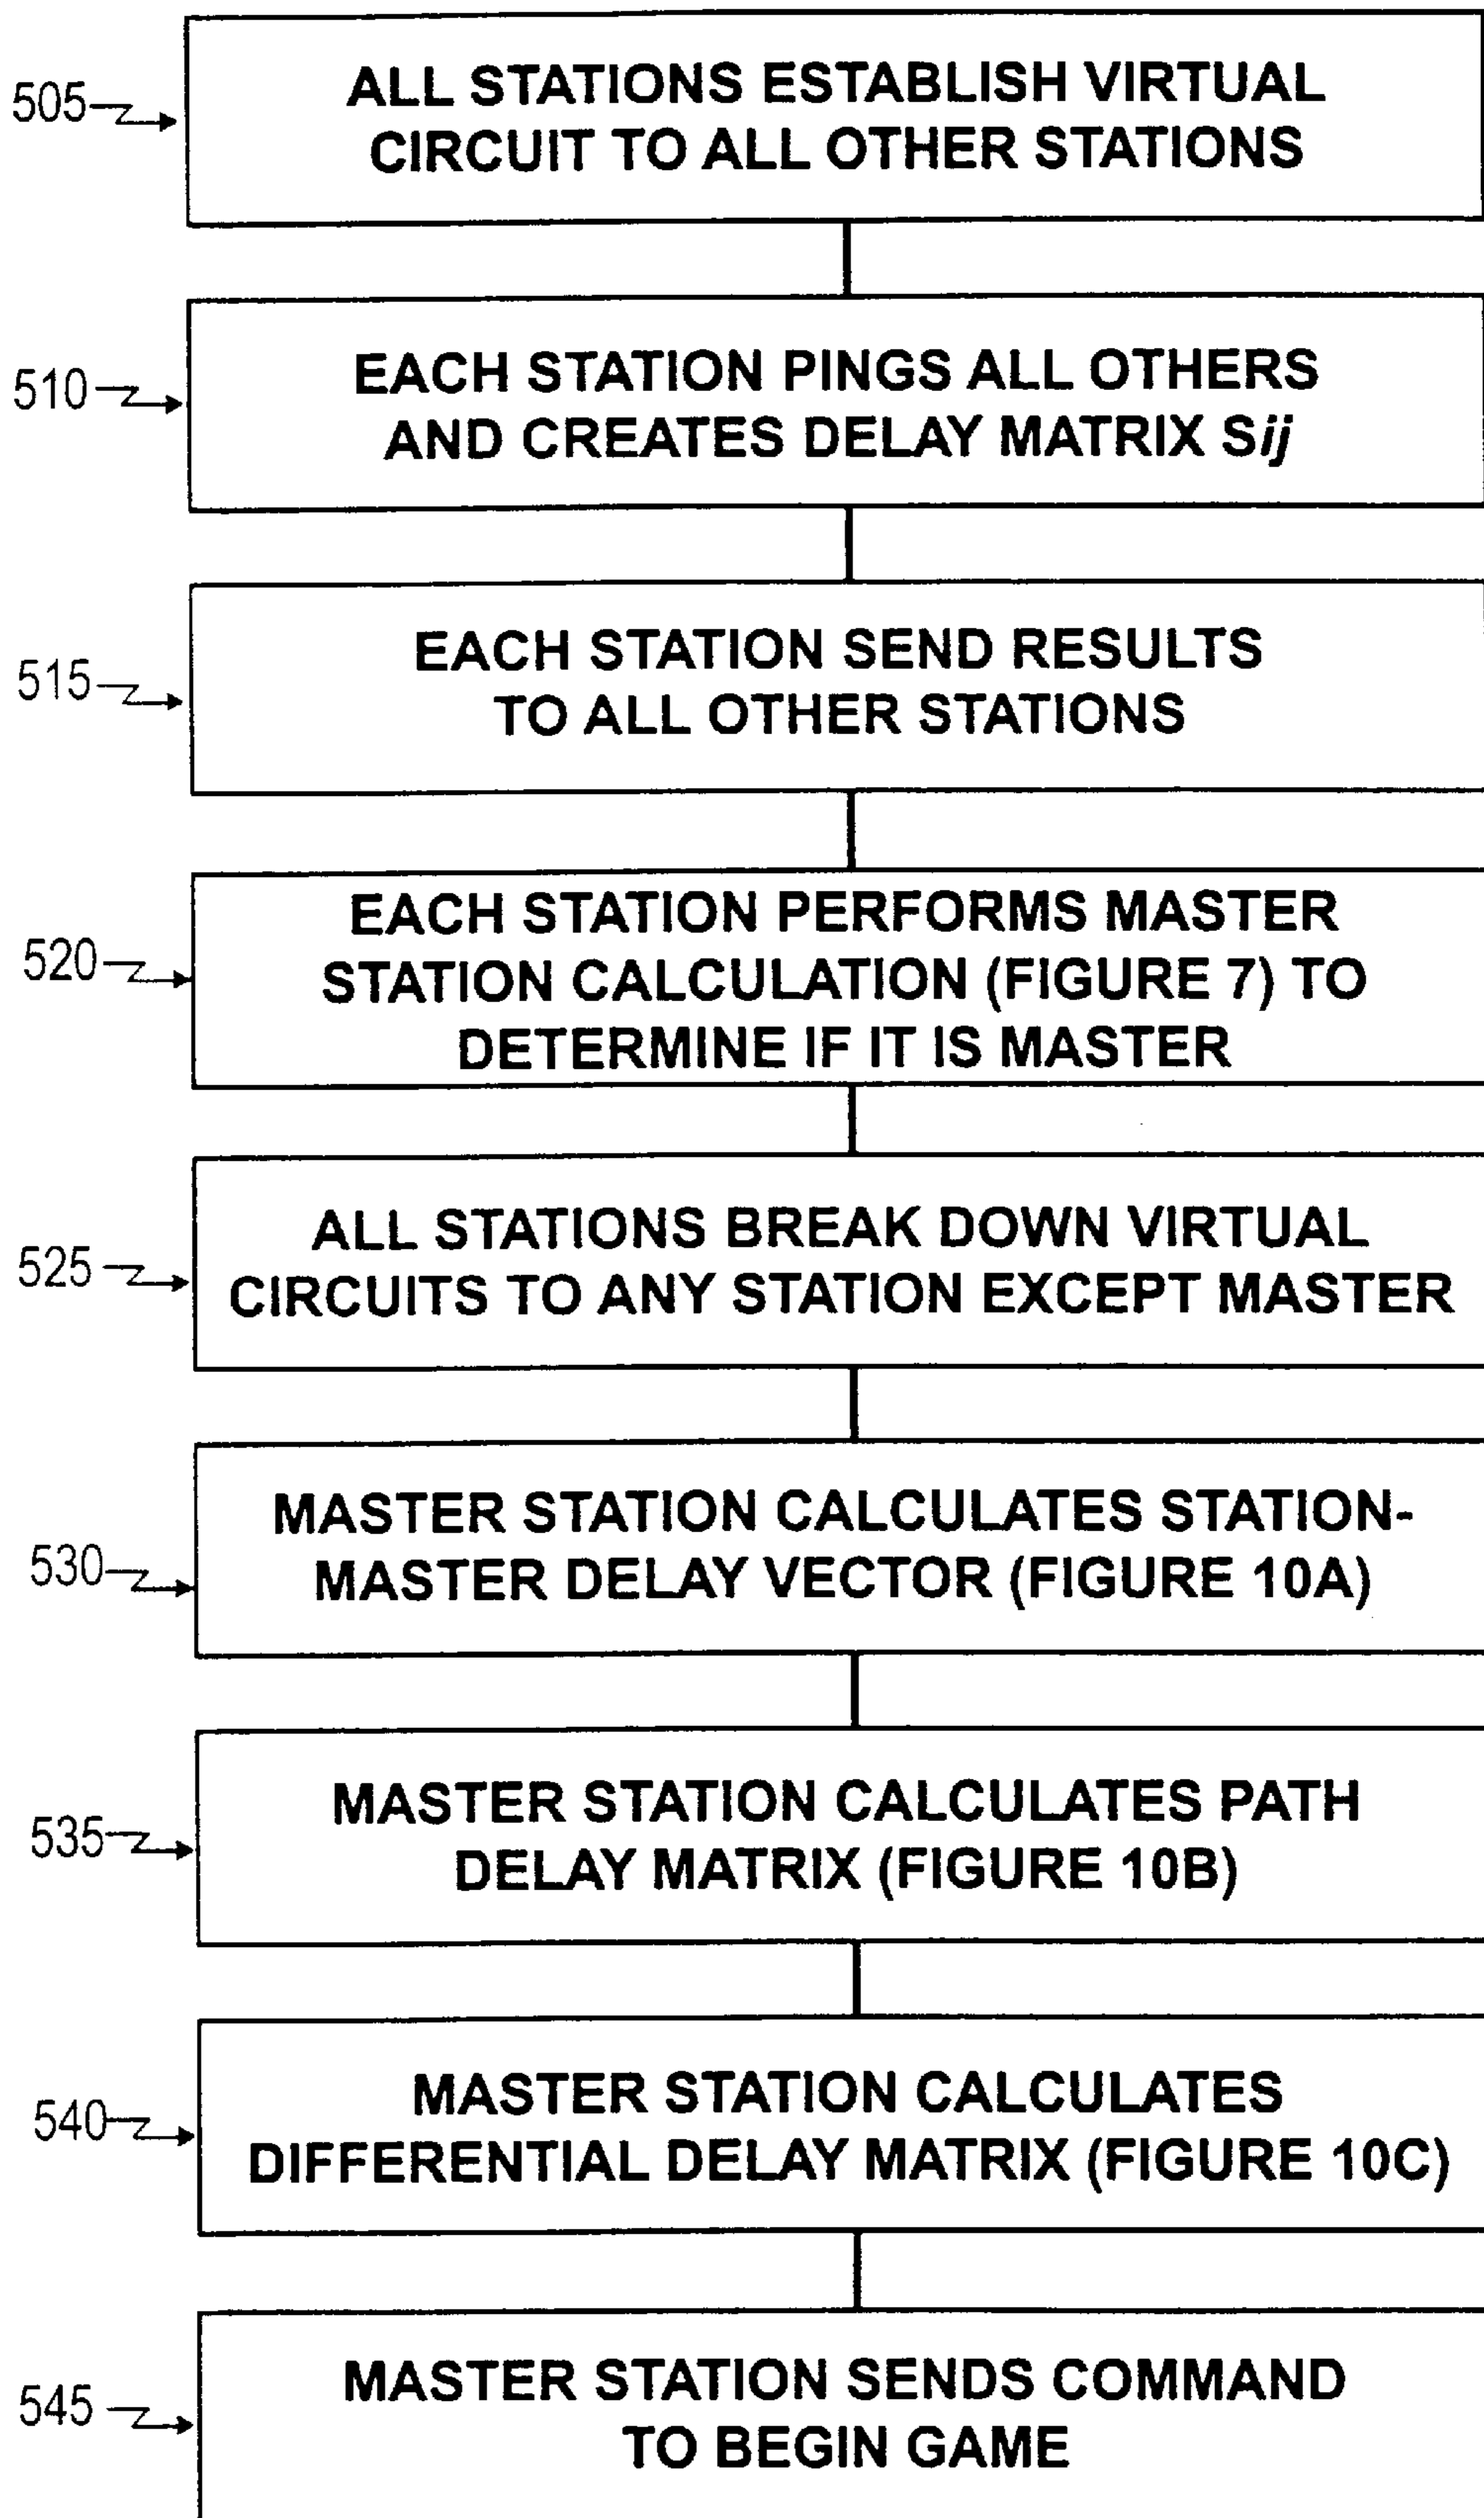 505
ALL STATIONS ESTABLISH VIRTUAL
CIRCUIT TO ALL OTHER STATIONS
510
EACH STATION PINGS ALL OTHERS
AND CREATES DELAY MATRIX Sij
515
EACH STATION SEND RESULTS
TO ALL OTHER STATIONS
520
EACH STATION PERFORMS MASTER
STATION CALCULATION (FIGURE 7) TO
DETERMINE IF IT IS MASTER
525
ALL STATIONS BREAK DOWN VIRTUAL
CIRCUITS TO ANY STATION EXCEPT MASTER
530
MASTER STATION CALCULATES STATION-
MASTER DELAY VECTOR (FIGURE 10A)
535
MASTER STATION CALCULATES PATH
DELAY MATRIX (FIGURE 10B)
540
MASTER STATION CALCULATES
DIFFERENTIAL DELAY MATRIX (FIGURE 10C)
545
MASTER STATION SENDS COMMAND
TO BEGIN GAME